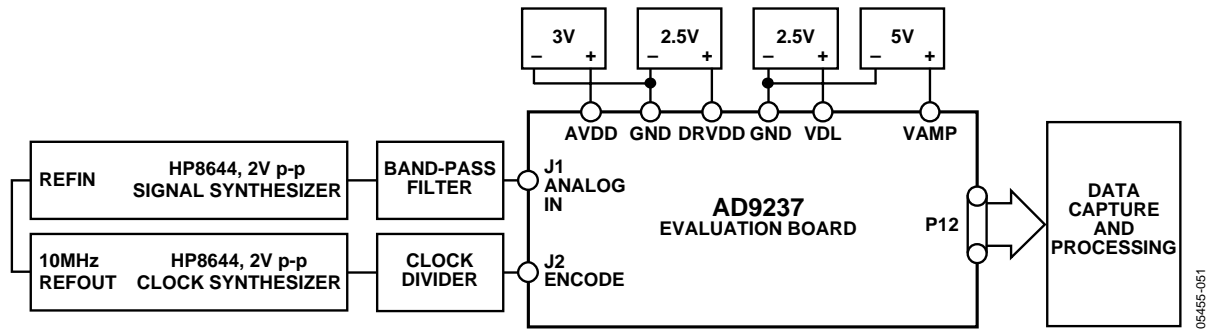 3V
– +
2.5V
– +
2.5V
– +
5V
– +
AVDD GND DRVDD GND VDL VAMP
REFIN
HP8644, 2V p-p
SIGNAL SYNTHESIZER
BAND-PASS
FILTER
J1
ANALOG
IN
10MHz
REFOUT
HP8644, 2V p-p
CLOCK SYNTHESIZER
CLOCK
DIVIDER
J2
ENCODE
AD9237
EVALUATION BOARD
P12
DATA
CAPTURE
AND
PROCESSING
05455-051